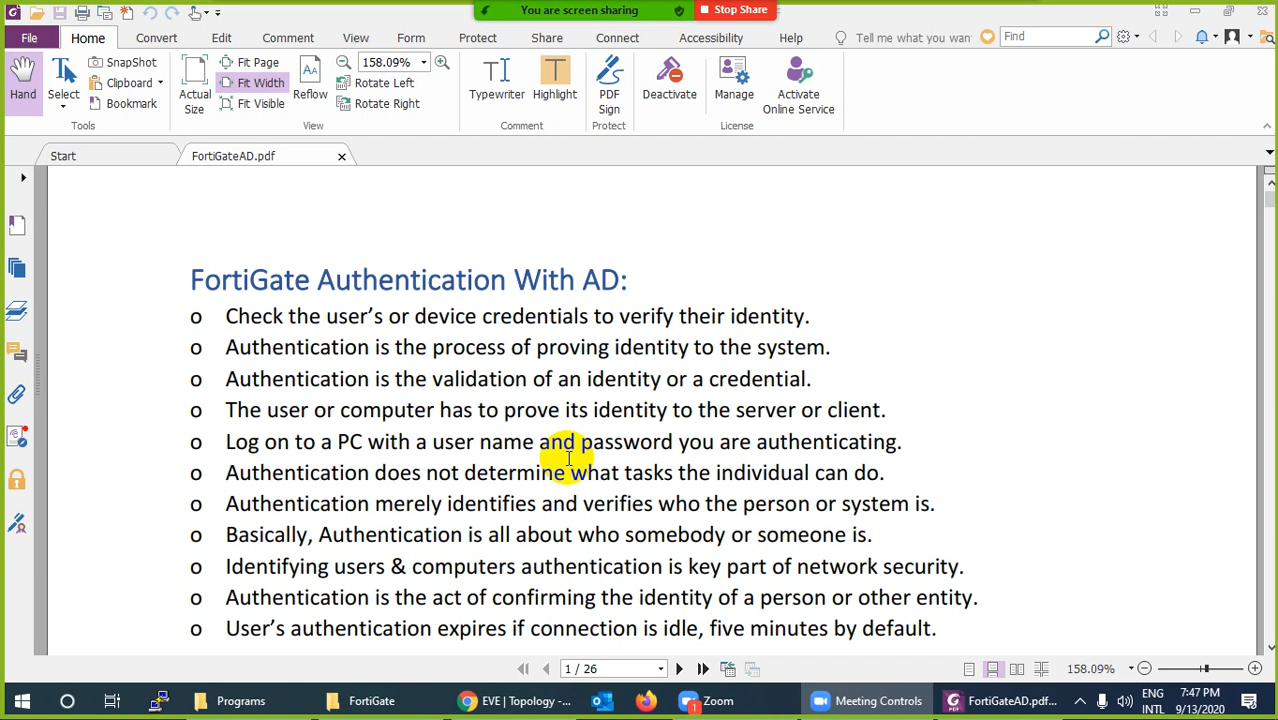 You are screen sharing Stop Share
File Home Convert Edit Comment View Form Protect Share Connect Accessibility Help Tell me what you want Find
Hand
Select
SnapShot
Clipboard
Bookmark
Tools
Actual Size
Fit Page
Fit Width
Fit Visible
Reflow
158.09%
Rotate Left
Rotate Right
View
Typewriter
Highlight
Comment
PDF Sign
Protect
Deactivate
Manage
Activate Online Service
License
Start FortiGateAD.pdf
FortiGate Authentication With AD:
o Check the user's or device credentials to verify their identity.
o Authentication is the process of proving identity to the system.
o Authentication is the validation of an identity or a credential.
o The user or computer has to prove its identity to the server or client.
o Log on to a PC with a user name and password you are authenticating.
o Authentication does not determine what tasks the individual can do.
o Authentication merely identifies and verifies who the person or system is.
o Basically, Authentication is all about who somebody or someone is.
o Identifying users & computers authentication is key part of network security.
o Authentication is the act of confirming the identity of a person or other entity.
o User's authentication expires if connection is idle, five minutes by default.
1 / 26 158.09%
Programs FortiGate EVE | Topology - ... Zoom 1 Meeting Controls FortiGateAD.pdf... ENG INTL 7:47 PM 9/13/2020